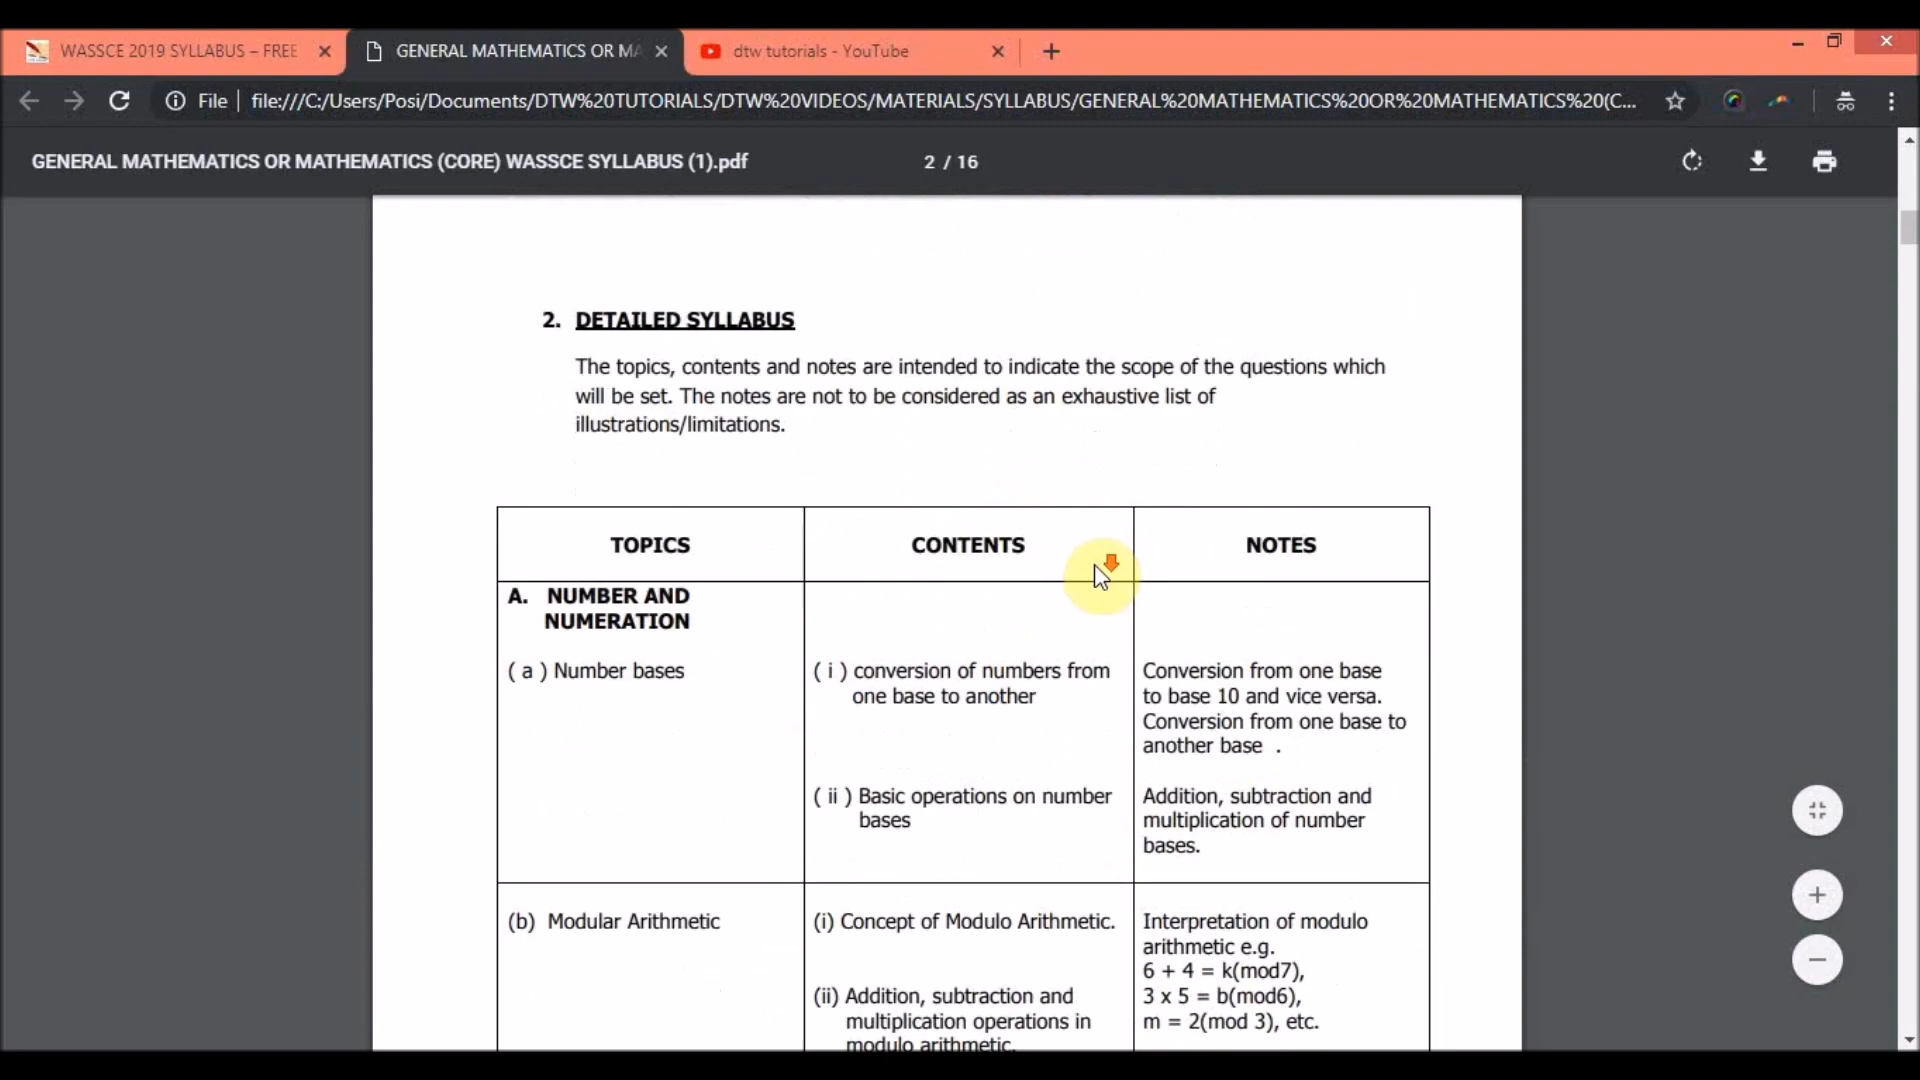 WASSCE 2019 SYLLABUS – FREE
GENERAL MATHEMATICS OR MA
dtw tutorials - YouTube
File
file:///C:/Users/Posi/Documents/DTW%20TUTORIALS/DTW%20VIDEOS/MATERIALS/SYLLABUS/GENERAL%20MATHEMATICS%20OR%20MATHEMATICS%20(C...
GENERAL MATHEMATICS OR MATHEMATICS (CORE) WASSCE SYLLABUS (1).pdf
2 / 16
2. DETAILED SYLLABUS
The topics, contents and notes are intended to indicate the scope of the questions which
will be set. The notes are not to be considered as an exhaustive list of
illustrations/limitations.
TOPICS
CONTENTS
NOTES
A. NUMBER AND
NUMERATION
( a ) Number bases
( i ) conversion of numbers from
one base to another
Conversion from one base
to base 10 and vice versa.
Conversion from one base to
another base .
( ii ) Basic operations on number
bases
Addition, subtraction and
multiplication of number
bases.
(b) Modular Arithmetic
(i) Concept of Modulo Arithmetic.
(ii) Addition, subtraction and
multiplication operations in
modulo arithmetic.
Interpretation of modulo
arithmetic e.g.
6 + 4 = k(mod7),
3 x 5 = b(mod6),
m = 2(mod 3), etc.